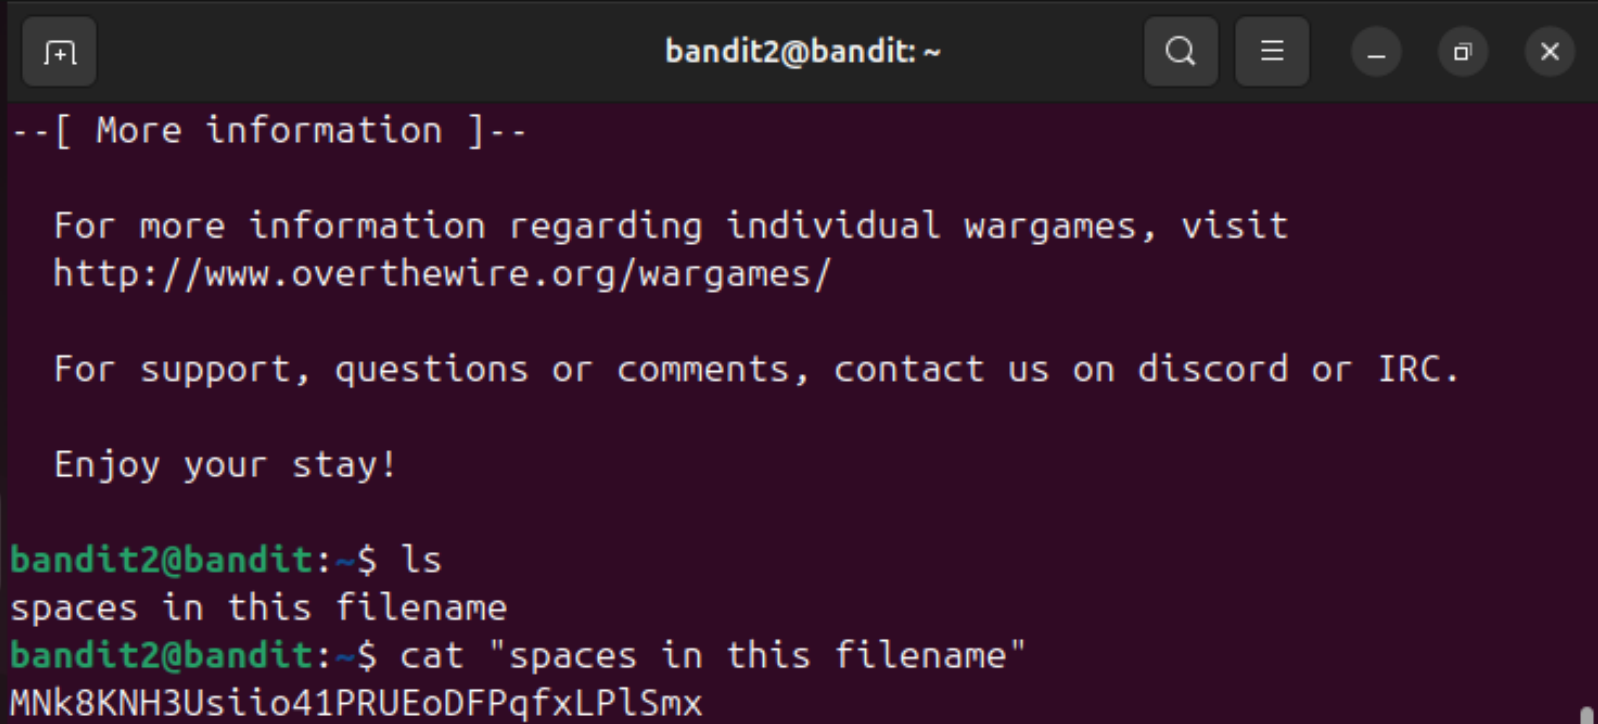 bandit2@bandit: ~
--[ More information ]--
For more information regarding individual wargames, visit
http://www.overthewire.org/wargames/
For support, questions or comments, contact us on discord or IRC.
Enjoy your stay!
bandit2@bandit:~$ ls
spaces in this filename
bandit2@bandit:~$ cat "spaces in this filename"
MNk8KNH3Usiio41PRUEoDFPqfxLPlSmx